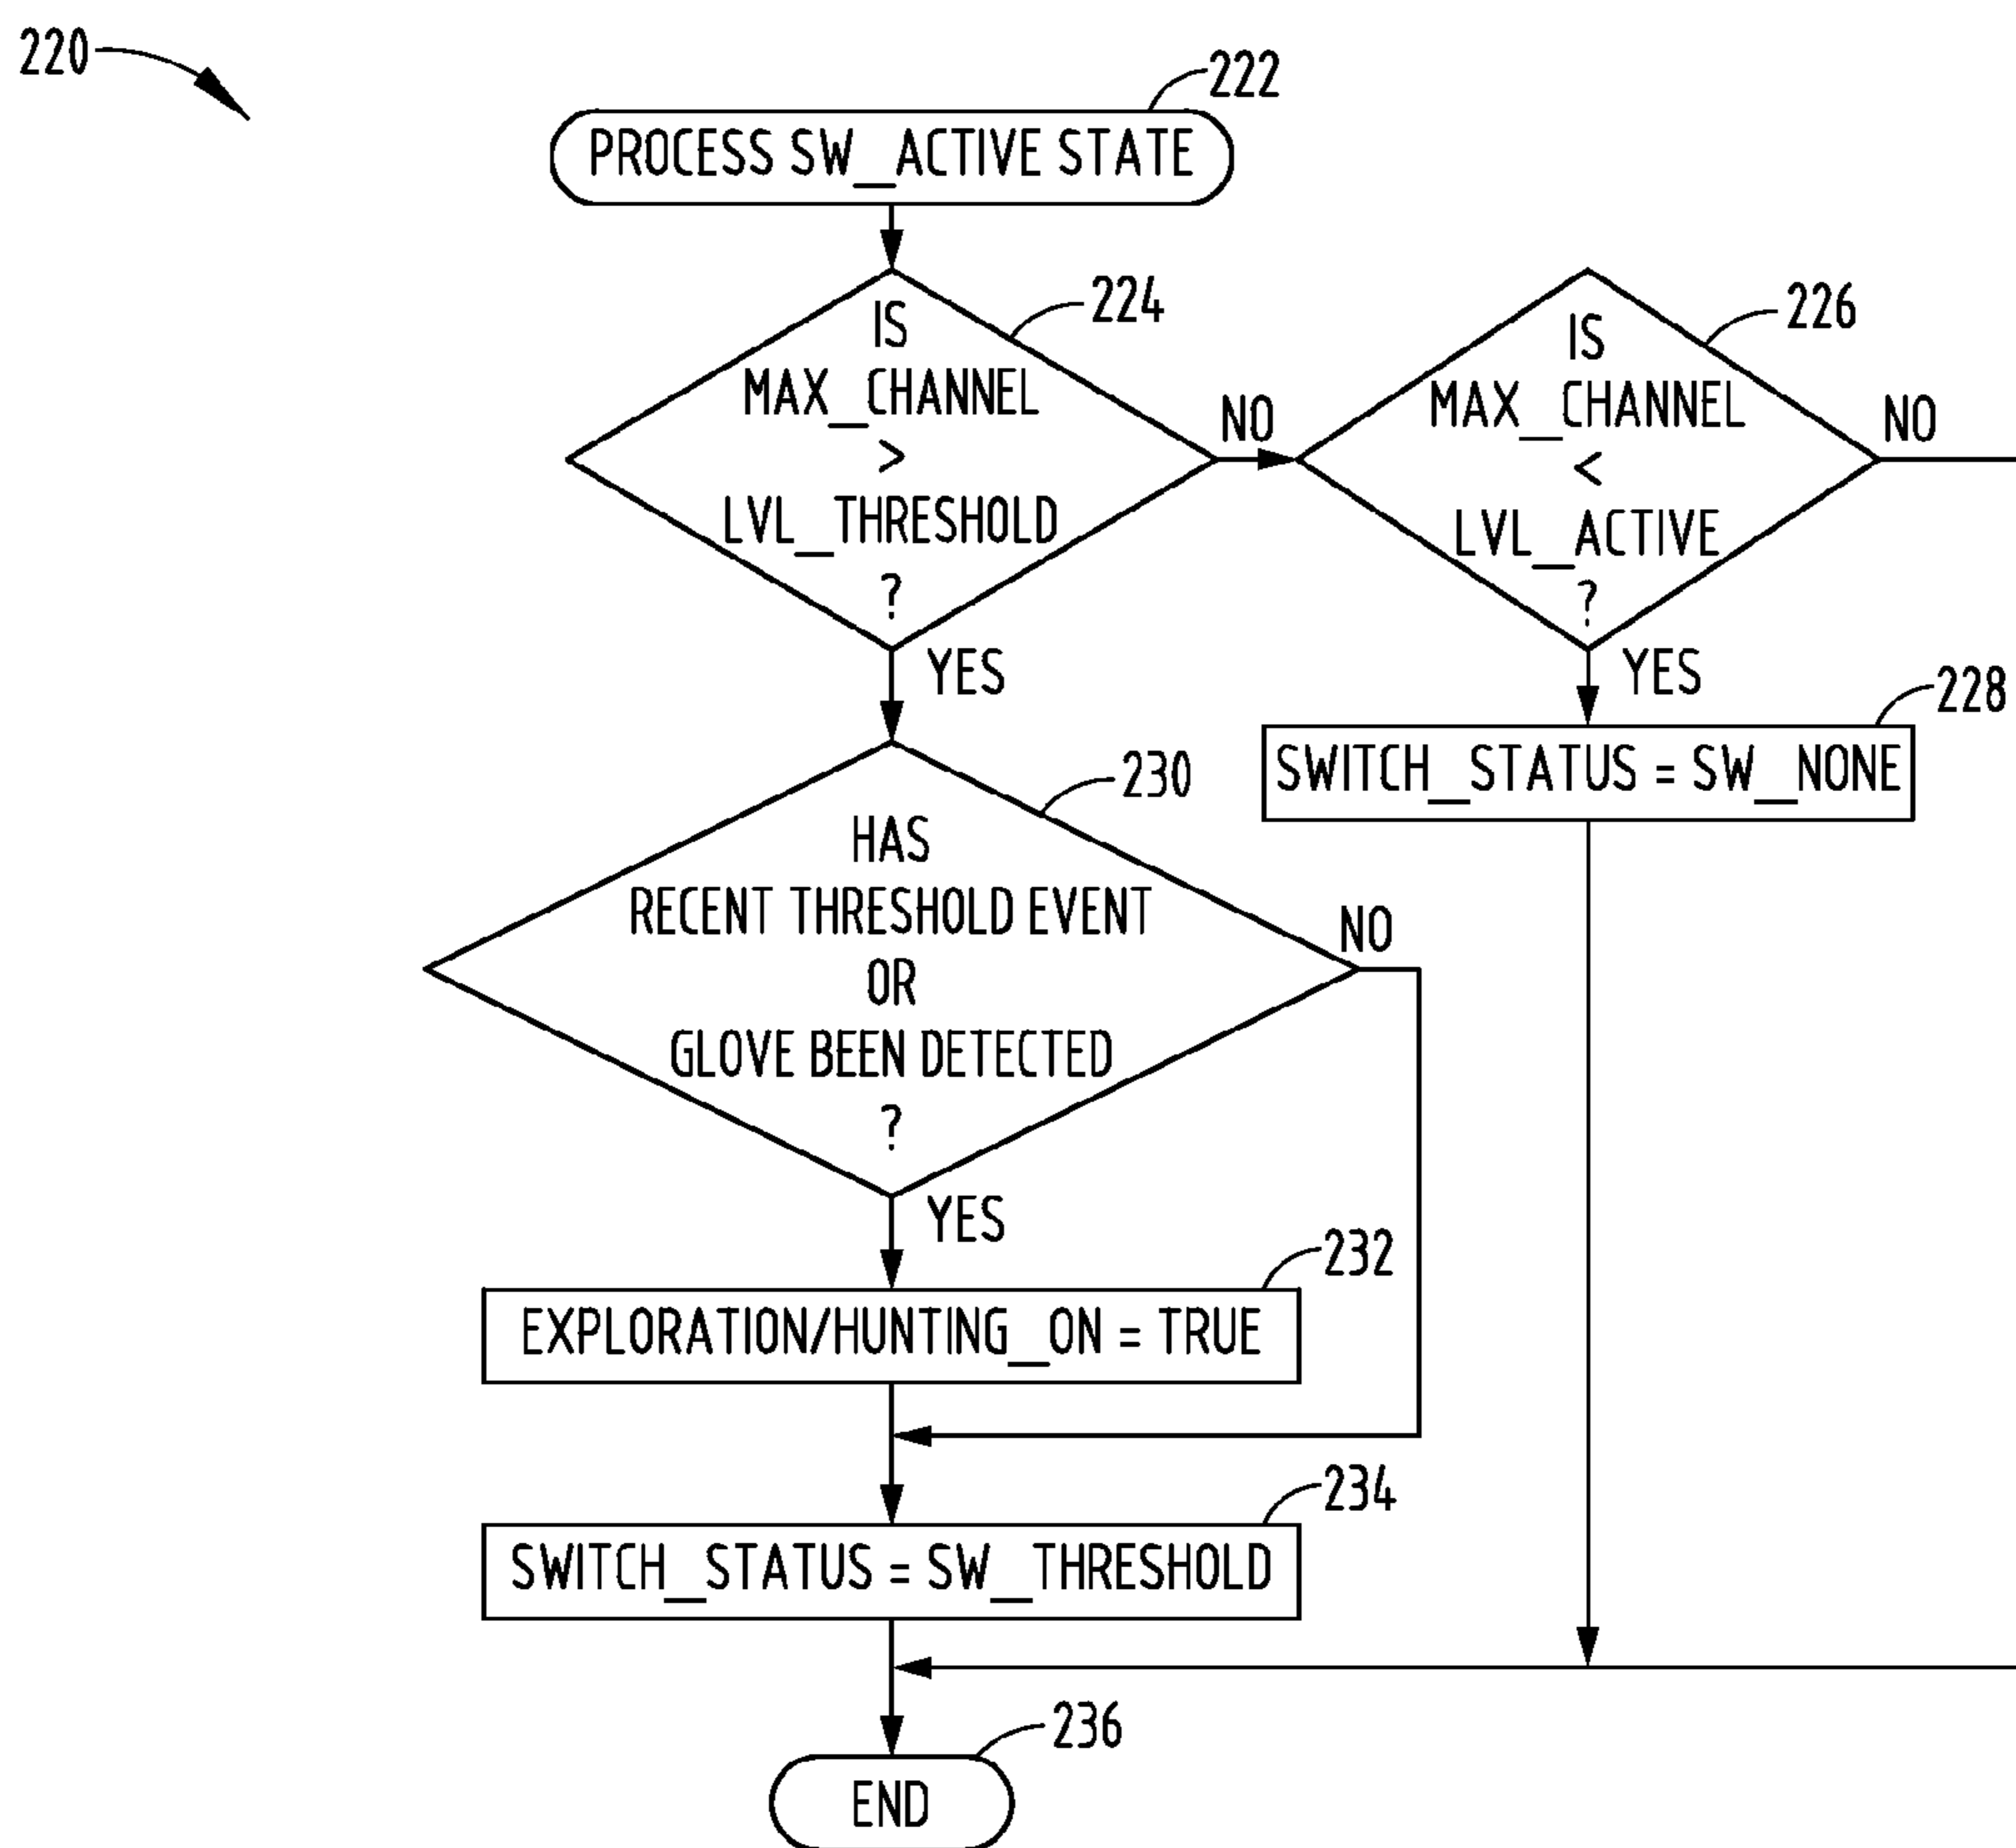 220
222
PROCESS SW_ACTIVE STATE
224
IS
MAX_CHANNEL
>
LVL_THRESHOLD
?
NO
YES
226
IS
MAX_CHANNEL
<
LVL_ACTIVE
?
NO
YES
228
SWITCH_STATUS = SW_NONE
230
HAS
RECENT THRESHOLD EVENT
OR
GLOVE BEEN DETECTED
?
NO
YES
232
EXPLORATION/HUNTING_ON = TRUE
234
SWITCH_STATUS = SW_THRESHOLD
236
END